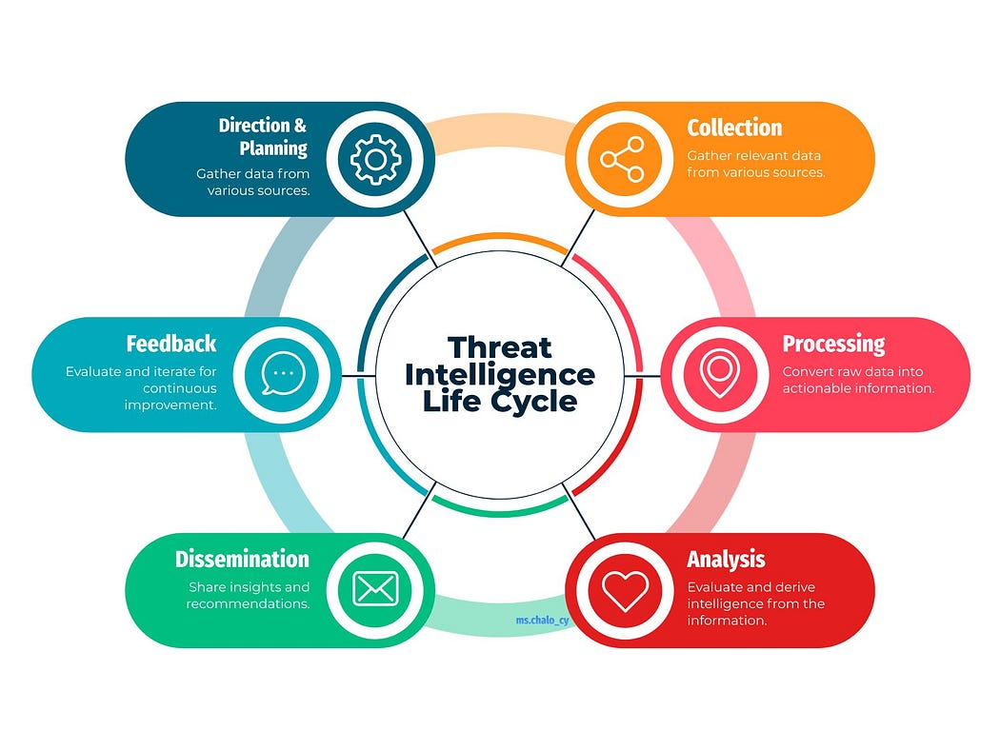 Direction &
Planning
Gather data from
various sources.
Collection
Gather relevant data
from various sources.
Feedback
Evaluate and iterate for
continuous
improvement.
Threat
Intelligence
Life Cycle
Processing
Convert raw data into
actionable information.
Dissemination
Share insights and
recommendations.
Analysis
Evaluate and derive
intelligence from the
information.
ms.chalo_cy